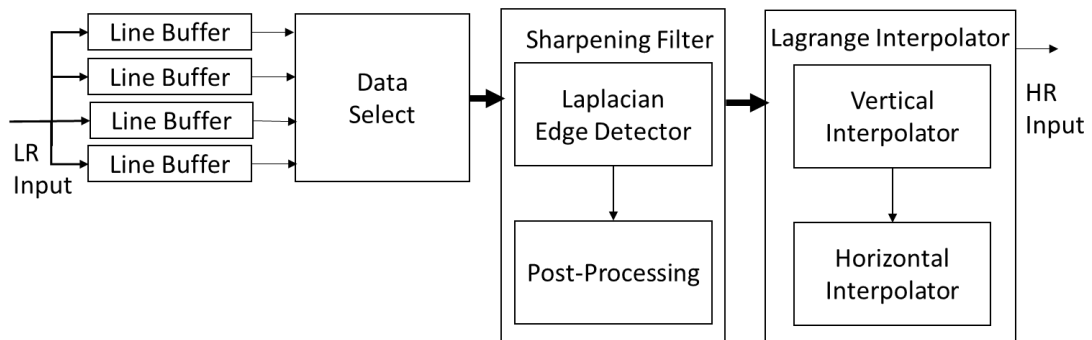 LR
Input
Line Buffer
Line Buffer
Line Buffer
Line Buffer
Data
Select
Sharpening Filter
Laplacian
Edge Detector
Post-Processing
Lagrange Interpolator
Vertical
Interpolator
Horizontal
Interpolator
HR
Input